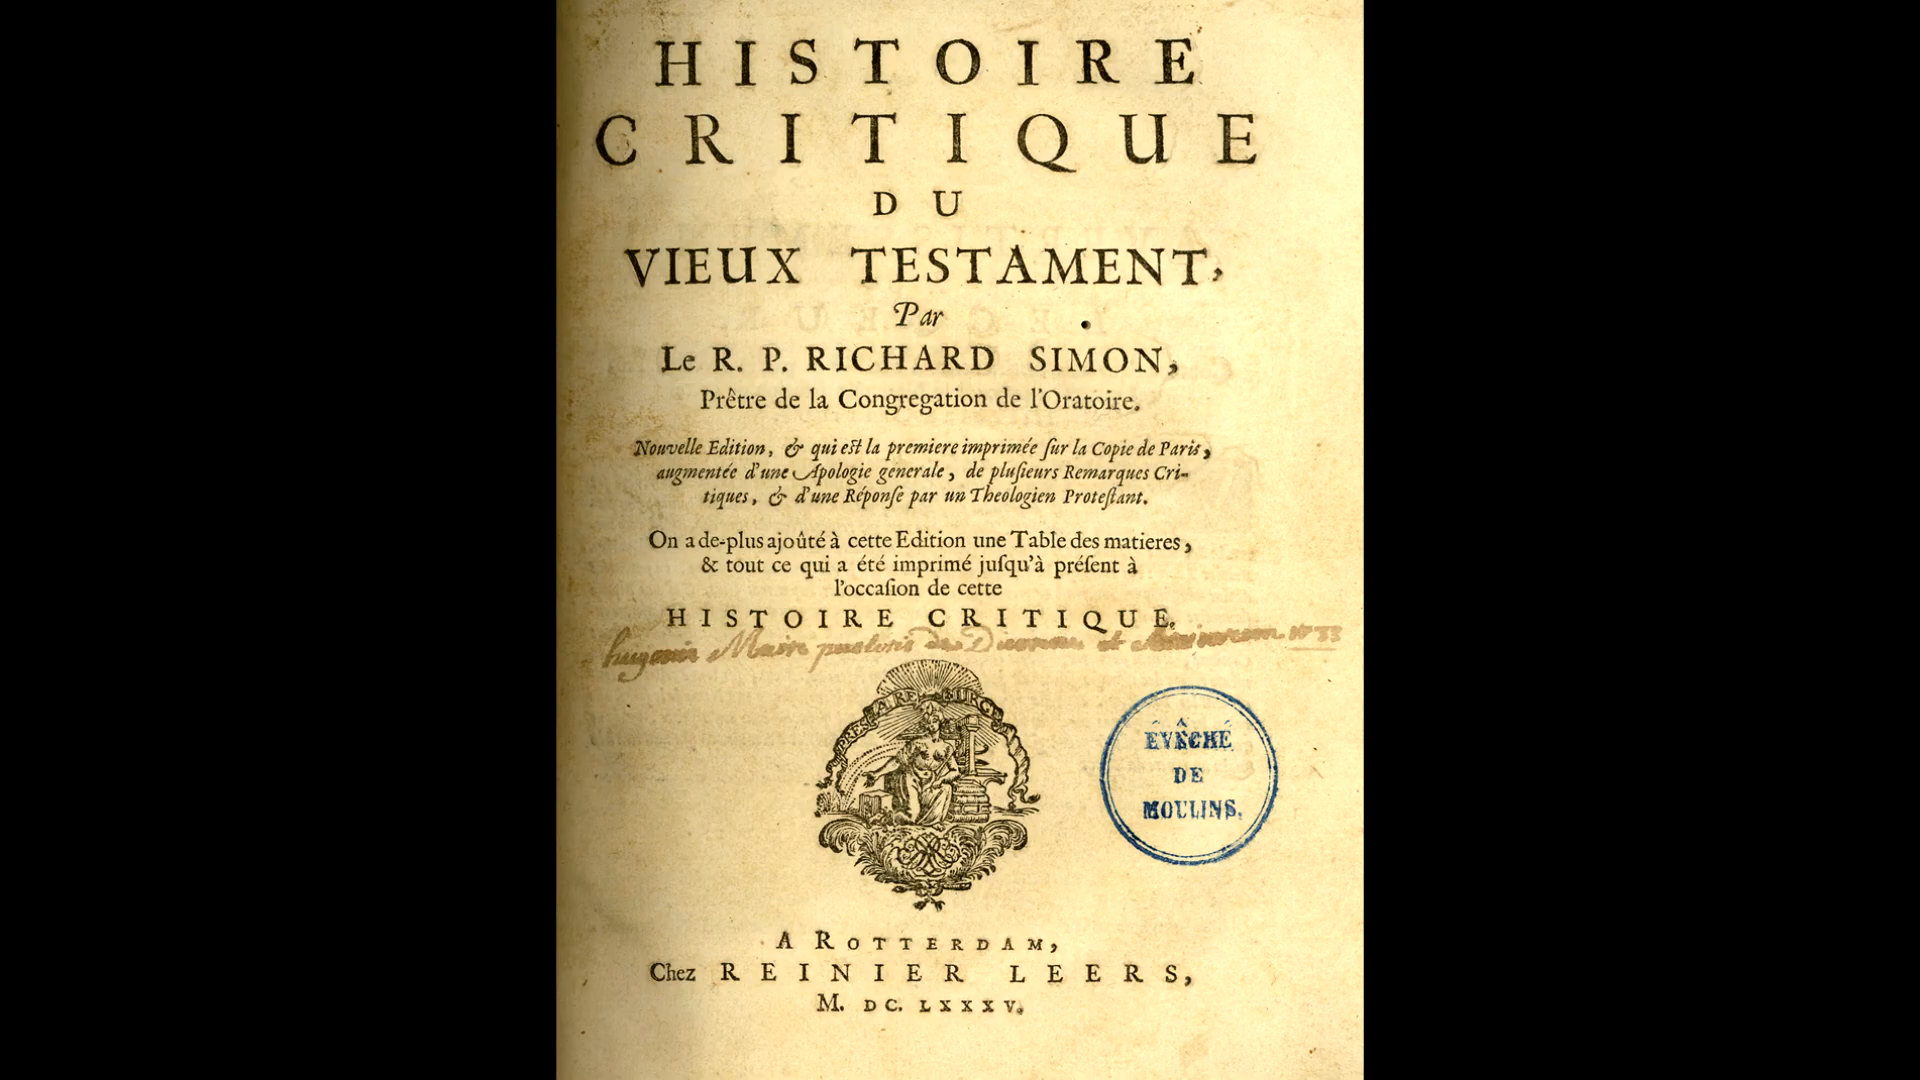 HISTOIRE
CRITIQUE
DU
VIEUX TESTAMENT,
Par
Le R. P. RICHARD SIMON,
Prêtre de la Congregation de l'Oratoire.
Nouvelle Edition, & qui est la premiere imprimée ſur la Copie de Paris,
augmentée d'une Apologie generale, de pluſieurs Remarques Cri-
tiques, & d'une Réponſe par un Theologien Proteſtant.
On a de-plus ajoûté à cette Edition une Table des matieres,
& tout ce qui a été imprimé juſqu'à préſent à
l'occaſion de cette
HISTOIRE CRITIQUE.
ÉVÊCHÉ
DE
MOULINS.
A ROTTERDAM,
Chez REINIER LEERS,
M. DC. LXXXV.